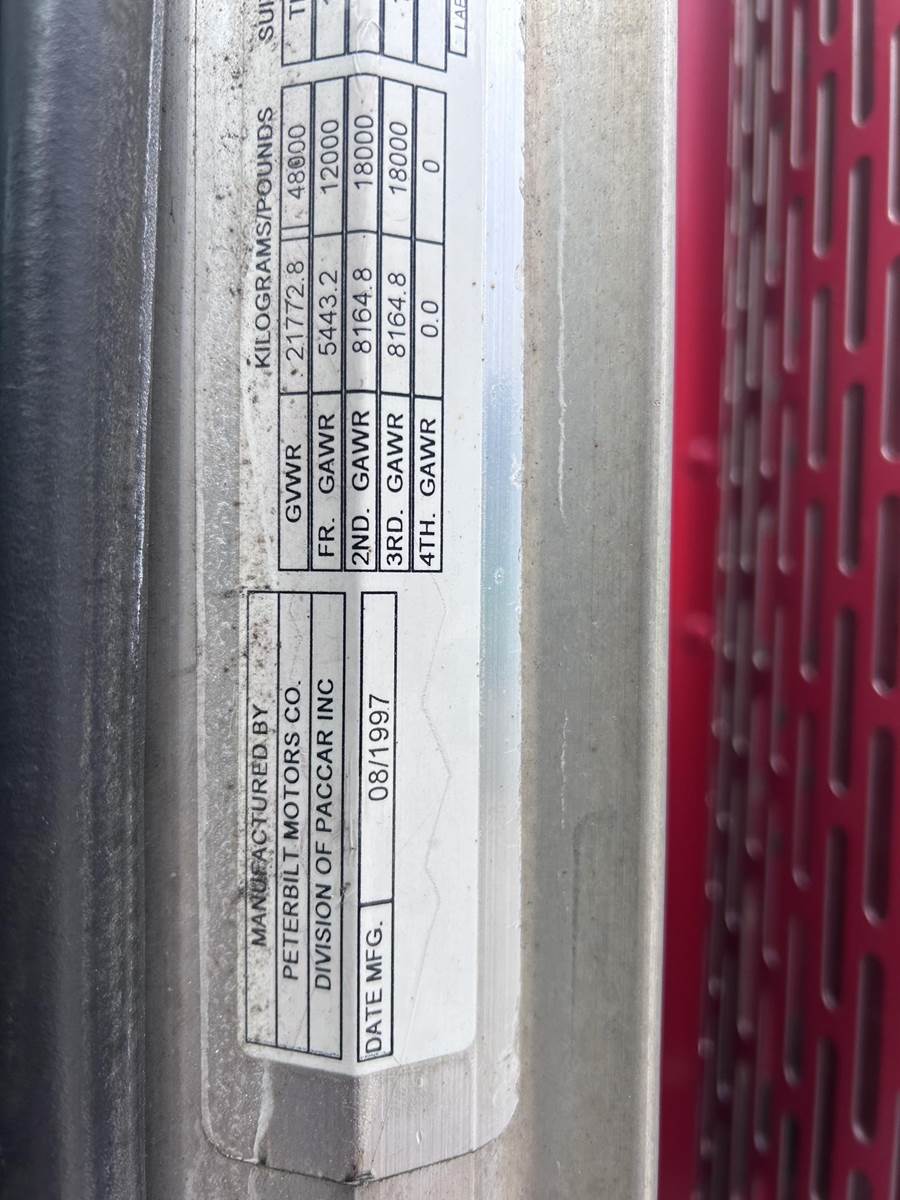 MANUFACTURED BY
PETERBILT MOTORS CO.
DIVISION OF PACCAR INC
DATE MFG. 08/1997
KILOGRAMS/POUNDS
GVWR 21772.8 48000
FR. GAWR 5443.2 12000
2ND. GAWR 8164.8 18000
3RD. GAWR 8164.8 18000
4TH. GAWR 0.0 0